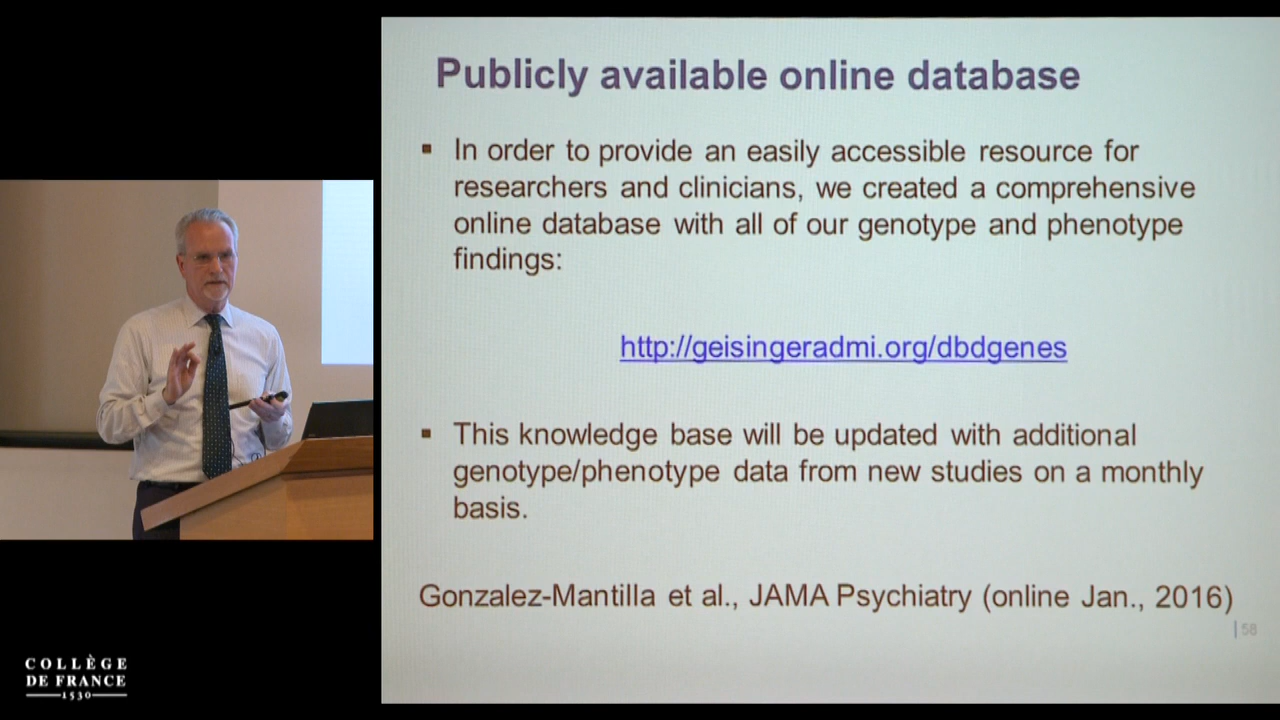 Publicly available online database
In order to provide an easily accessible resource for
researchers and clinicians, we created a comprehensive
online database with all of our genotype and phenotype
findings:
http://geisingeradmi.org/dbdgenes
This knowledge base will be updated with additional
genotype/phenotype data from new studies on a monthly
basis.
Gonzalez-Mantilla et al., JAMA Psychiatry (online Jan., 2016)
58
COLLÈGE
DE FRANCE
1530